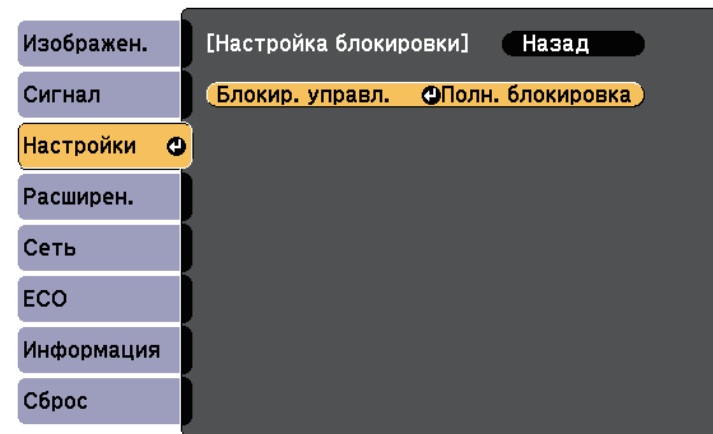 Изображен.
Сигнал
Настройки
Расширен.
Сеть
ECO
Информация
Сброс
[Настройка блокировки] Назад
Блокир. управл. Полн. блокировка